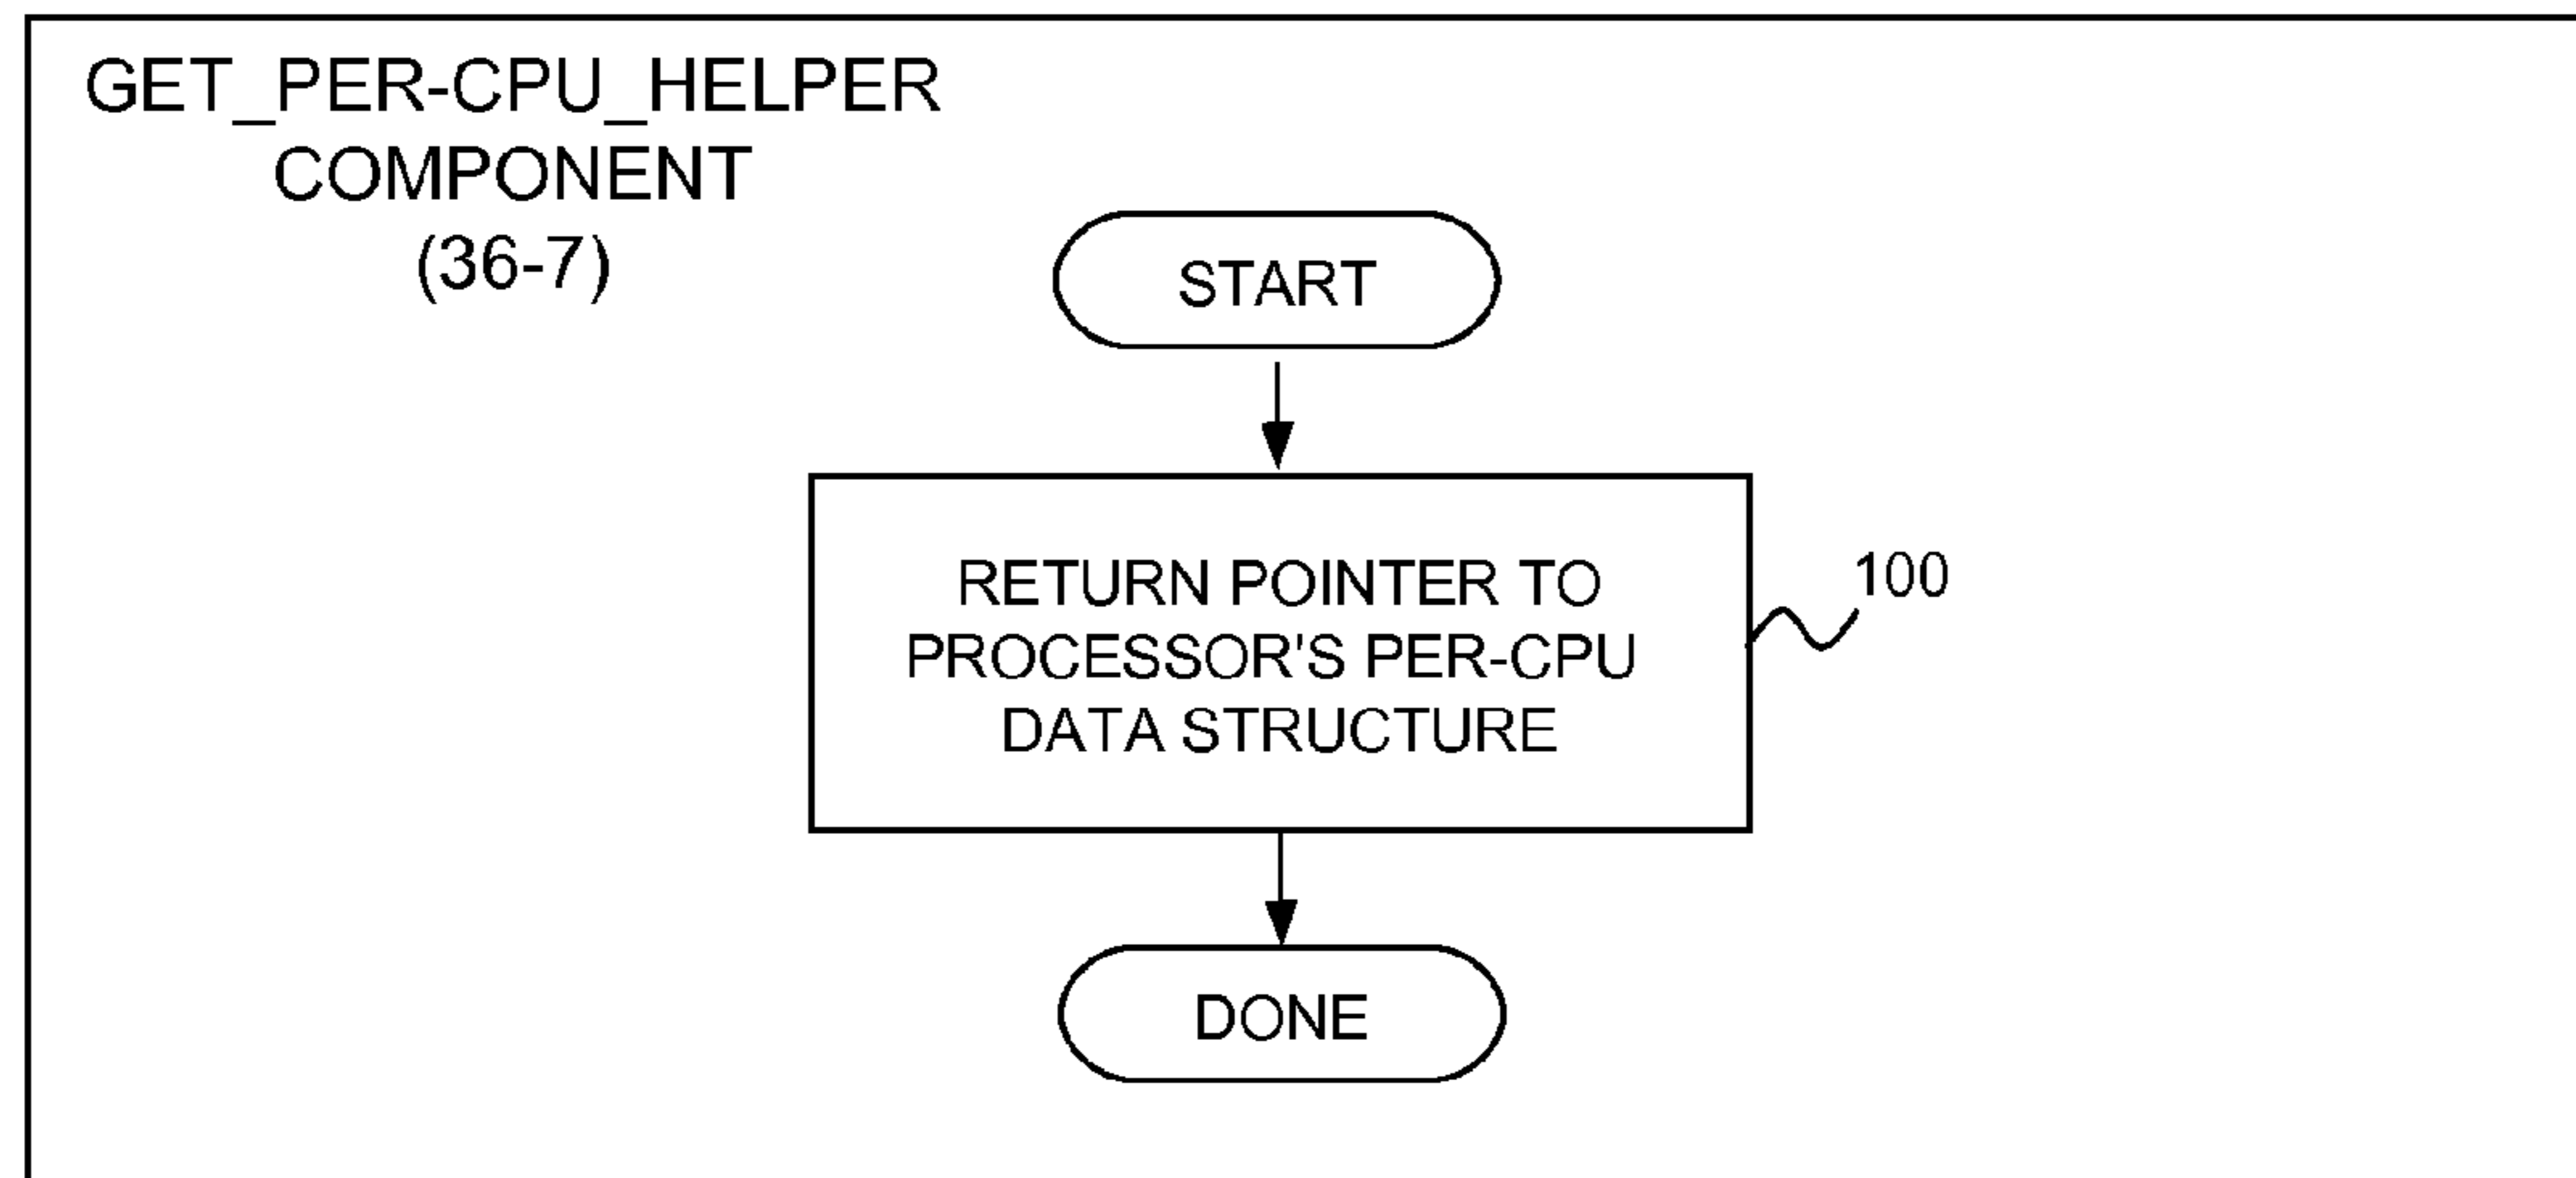 GET_PER-CPU_HELPER
COMPONENT
(36-7)
START
RETURN POINTER TO
PROCESSOR'S PER-CPU
DATA STRUCTURE
100
DONE